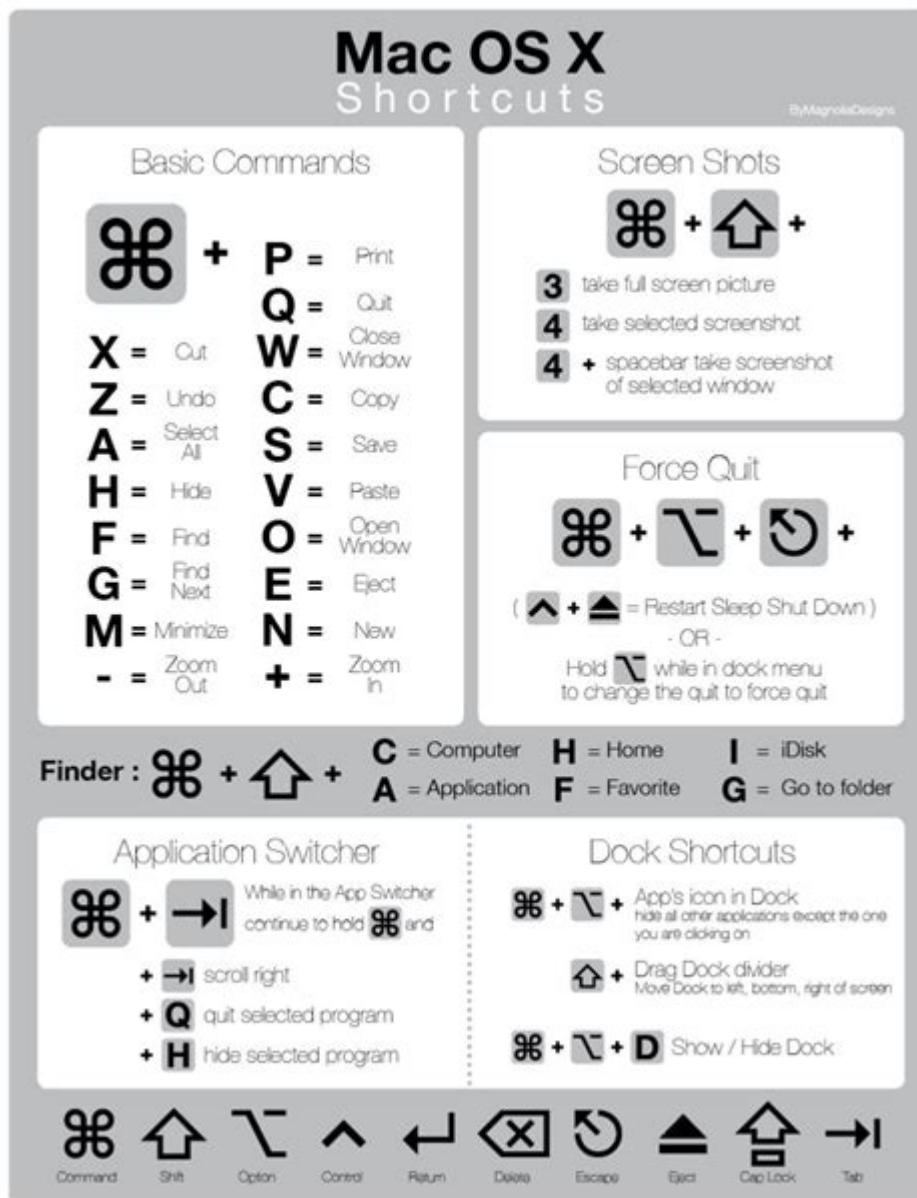 Mac OS X
Shortcuts
ByMagnoliaDesigns
Basic Commands
⌘ +
P = Print
Q = Quit
W = Close Window
C = Copy
S = Save
V = Paste
O = Open Window
E = Eject
N = New
+ = Zoom In
X = Cut
Z = Undo
A = Select All
H = Hide
F = Find
G = Find Next
M = Minimize
- = Zoom Out
Screen Shots
⌘ + ⇧ +
3 take full screen picture
4 take selected screenshot
4 + spacebar take screenshot
of selected window
Force Quit
⌘ + ⌥ + ⎋ +
( ⌃ + ⏏ = Restart Sleep Shut Down )
- OR -
Hold ⌥ while in dock menu
to change the quit to force quit
Finder : ⌘ + ⇧ +
C = Computer H = Home I = iDisk
A = Application F = Favorite G = Go to folder
Application Switcher
⌘ + ⇥ While in the App Switcher
continue to hold ⌘ and
+ ⇥ scroll right
+ Q quit selected program
+ H hide selected program
Dock Shortcuts
⌘ + ⌥ + App's icon in Dock
hide all other applications except the one
you are clicking on
⇧ + Drag Dock divider
Move Dock to left, bottom, right of screen
⌘ + ⌥ + D Show / Hide Dock
Command Shift Option Control Return Delete Escape Eject Cap Lock Tab